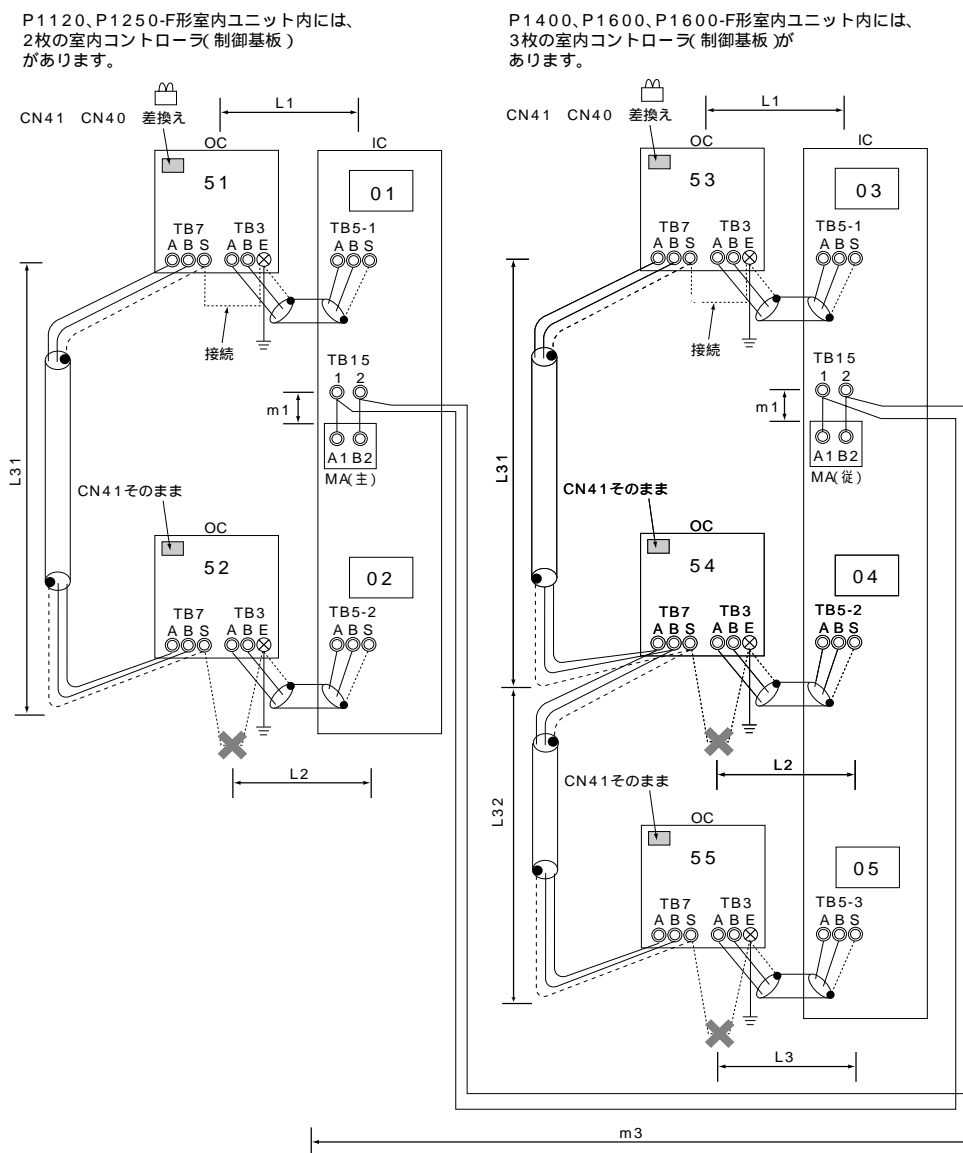 P1120、P1250-F形室内ユニット内には、
2枚の室内コントローラ(制御基板)
があります。
CN41 CN40 差換え
L1
OC
IC
51
01
TB7 TB3
TB5-1
A B S A B E
A B S
接続
TB15
1 2
m1
A1 B2
MA(主)
L31
CN41そのまま
OC
52
02
TB7 TB3
TB5-2
A B S A B E
A B S
L2
P1400、P1600、P1600-F形室内ユニット内には、
3枚の室内コントローラ(制御基板)が
あります。
CN41 CN40 差換え
L1
OC
IC
53
03
TB7 TB3
TB5-1
A B S A B E
A B S
接続
TB15
1 2
m1
A1 B2
MA(従)
L31
CN41そのまま
OC
54
04
TB7 TB3
TB5-2
A B S A B E
A B S
L2
L32
CN41そのまま
OC
55
05
TB7 TB3
TB5-3
A B S A B E
A B S
L3
m3